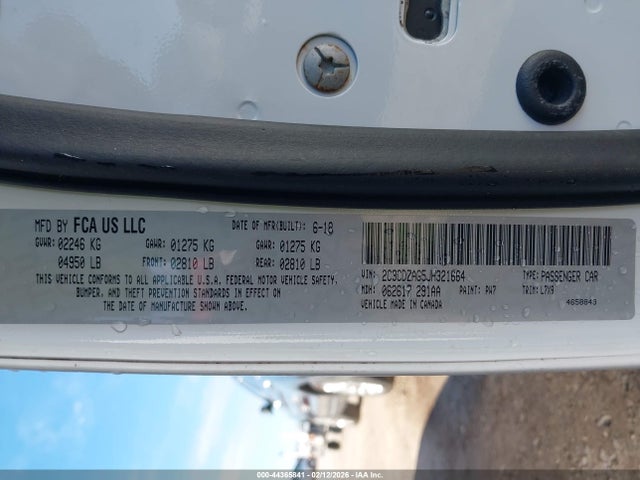 MFD BY FCA US LLC DATE OF MFR(BUILT): 6-18
GVWR: 02246 KG GAWR: 01275 KG GAWR: 01275 KG
04950 LB FRONT: 02810 LB REAR: 02810 LB
THIS VEHICLE CONFORMS TO ALL APPLICABLE U.S.A. FEDERAL MOTOR VEHICLE SAFETY,
BUMPER, AND THEFT PREVENTION STANDARDS IN EFFECT ON
THE DATE OF MANUFACTURE SHOWN ABOVE.
VIN: 2C3CDZAG5JH321664 TYPE: PASSENGER CAR
MDH: 062617 291AA PAINT: PW7 TRIM: L7X9
VEHICLE MADE IN CANADA 4658843
000-44365841 - 02/12/2026 - IAA Inc.